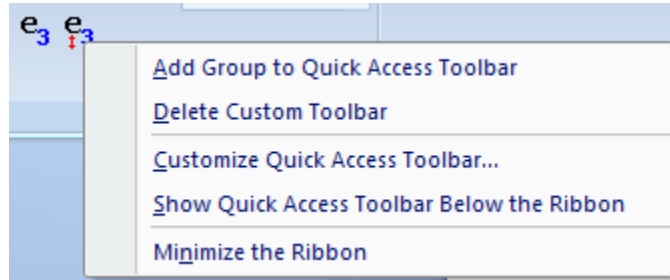 e3 e3
Add Group to Quick Access Toolbar
Delete Custom Toolbar
Customize Quick Access Toolbar...
Show Quick Access Toolbar Below the Ribbon
Minimize the Ribbon